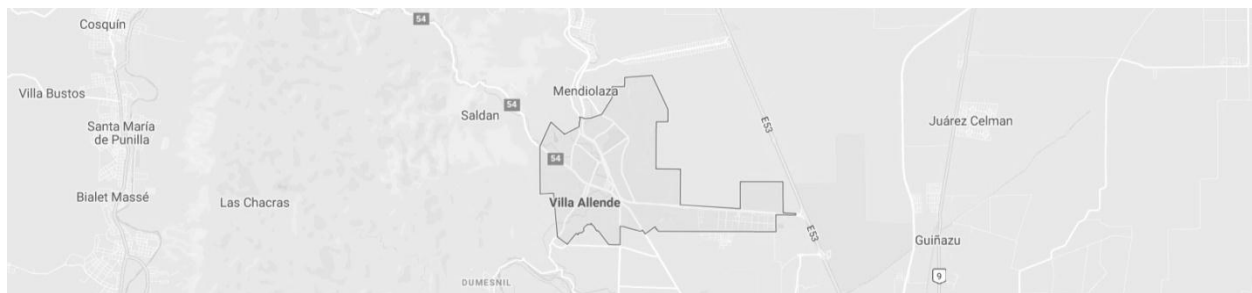 Cosquín
54
Villa Bustos
Mendiolaza
54
Saldan
E53
Juárez Celman
Santa María
de Punilla
54
Bialet Massé
Las Chacras
Villa Allende
E53
Guiñazu
9
DUMESNIL